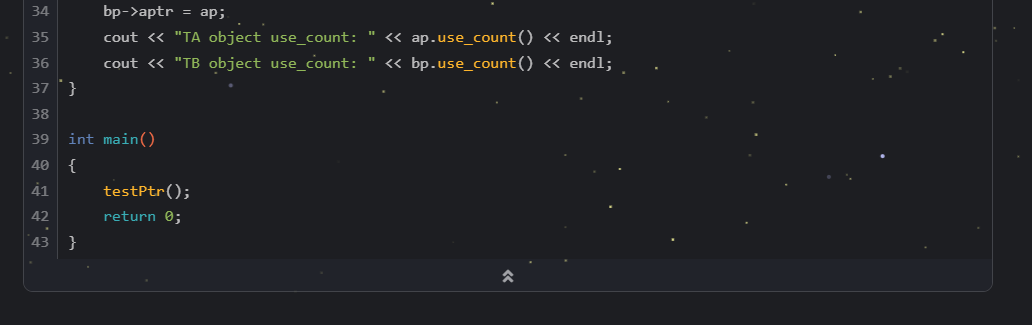 34 bp->aptr = ap;
35 cout << "TA object use_count: " << ap.use_count() << endl;
36 cout << "TB object use_count: " << bp.use_count() << endl;
37 }
38
39 int main()
40 {
41 testPtr();
42 return 0;
43 }